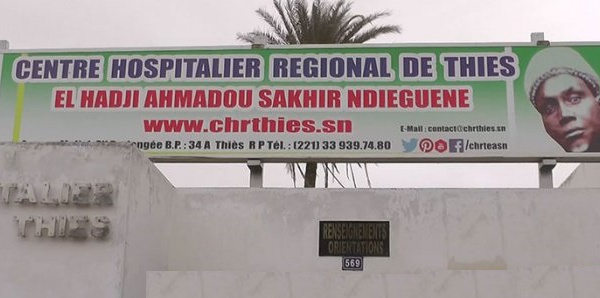 CENTRE HOSPITALIER REGIONAL DE THIES
EL HADJI AHMADOU SAKHIR NDIEGUENE
www.chrthies.sn
E-Mail : contact@chrthies.sn
B.P. : 34 A Thiès R P Tél. : (221) 33 939.74.80
/chrteasn
TALIER
THIES
RENSEIGNEMENTS
ORIENTATIONS
569